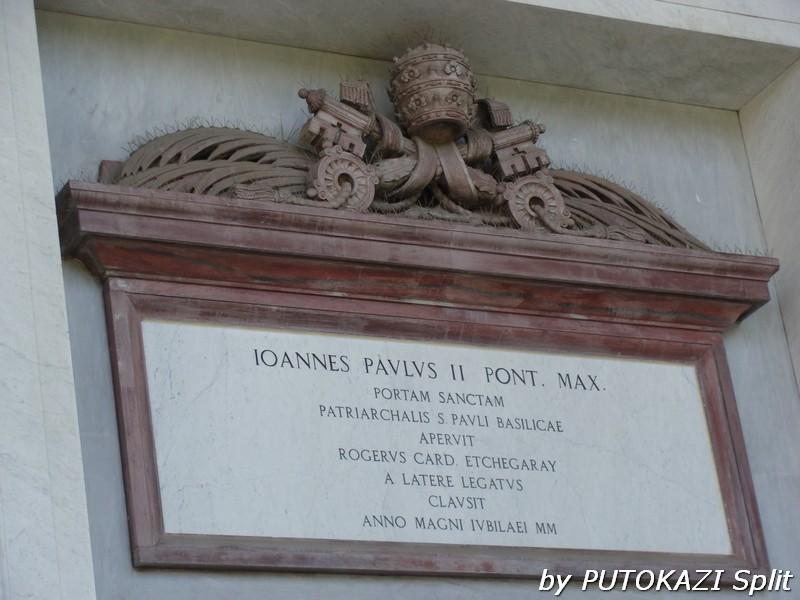 IOANNES PAVLVS II PONT. MAX.
PORTAM SANCTAM
PATRIARCHALIS S. PAVLI BASILICAE
APERVIT
ROGERVS CARD. ETCHEGARAY
A LATERE LEGATVS
CLAVSIT
ANNO MAGNI IVBILAEI MM
by PUTOKAZI Split